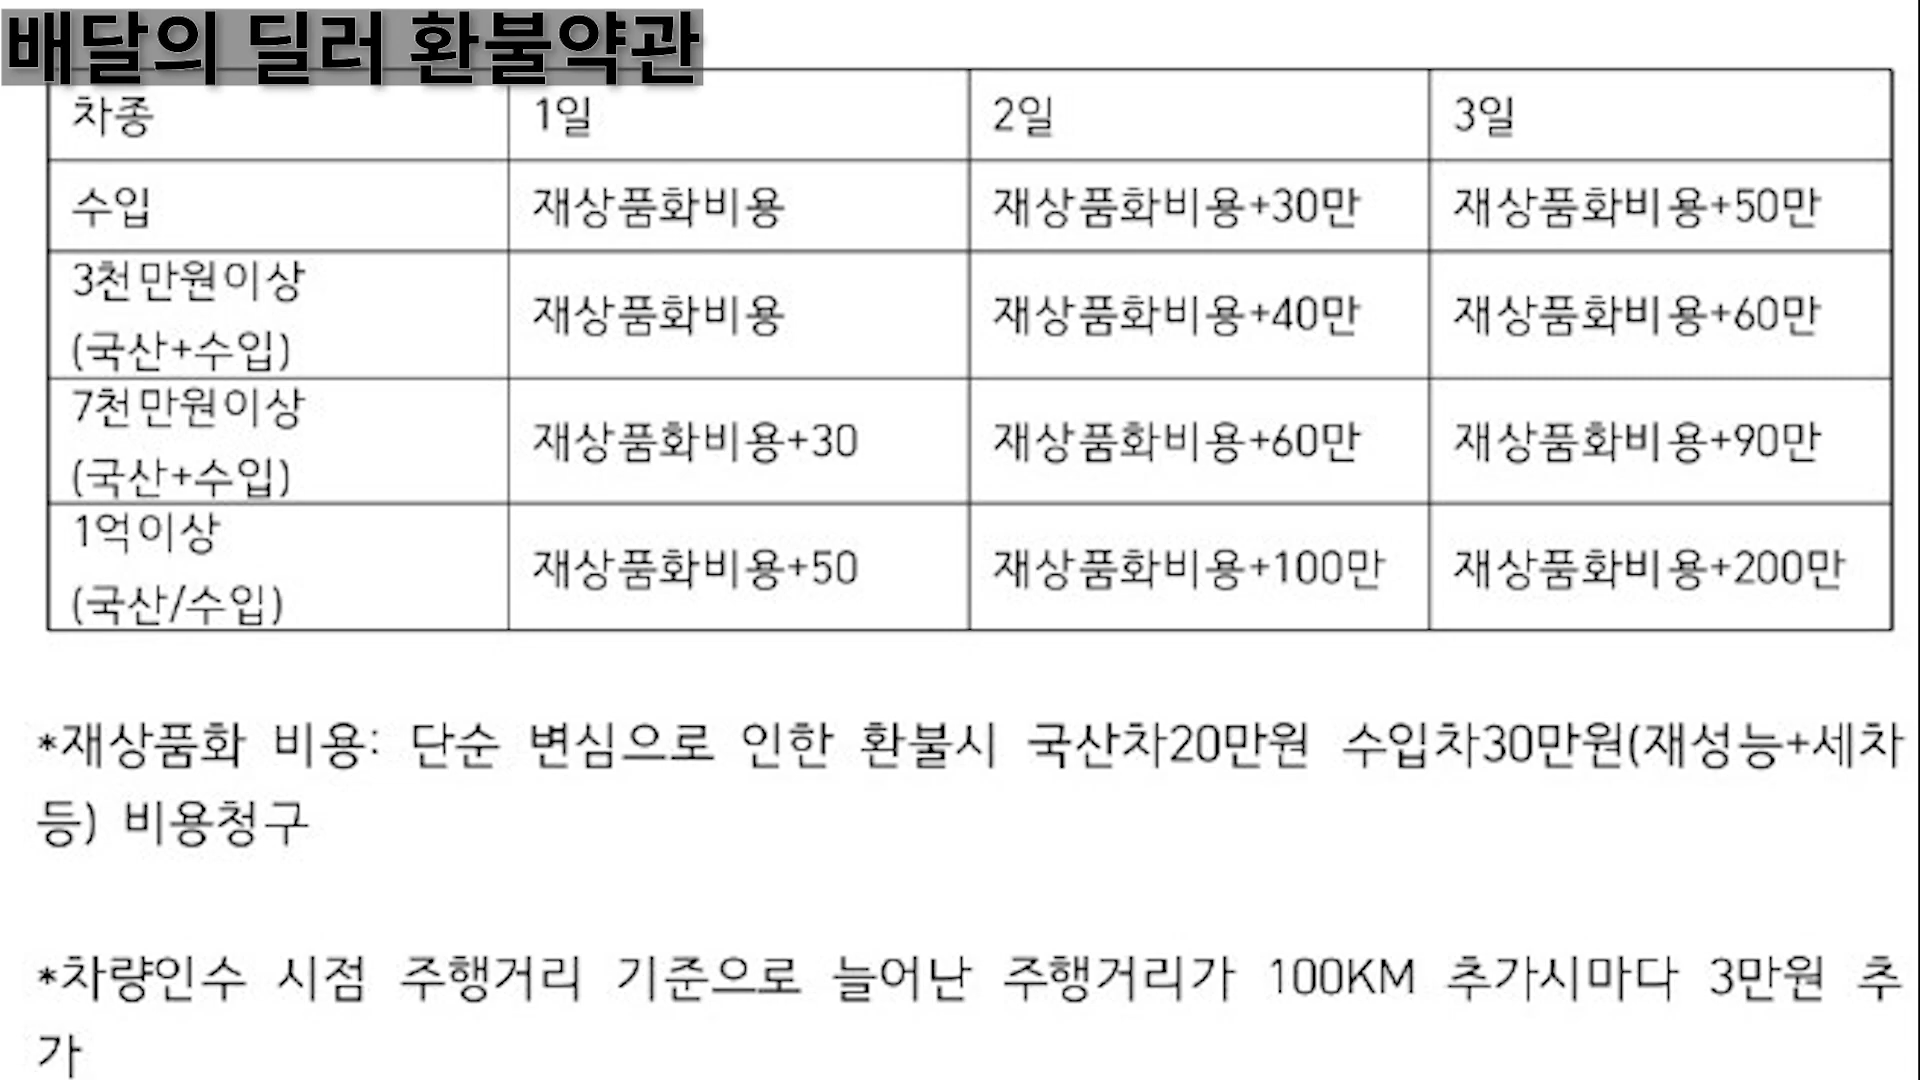 배달의 딜러 환불약관
차종 1일 2일 3일
수입 재상품화비용 재상품화비용+30만 재상품화비용+50만
3천만원이상
(국산+수입) 재상품화비용 재상품화비용+40만 재상품화비용+60만
7천만원이상
(국산+수입) 재상품화비용+30 재상품화비용+60만 재상품화비용+90만
1억이상
(국산/수입) 재상품화비용+50 재상품화비용+100만 재상품화비용+200만
*재상품화 비용: 단순 변심으로 인한 환불시 국산차20만원 수입차30만원(재성능+세차
등) 비용청구
*차량인수 시점 주행거리 기준으로 늘어난 주행거리가 100KM 추가시마다 3만원 추
가